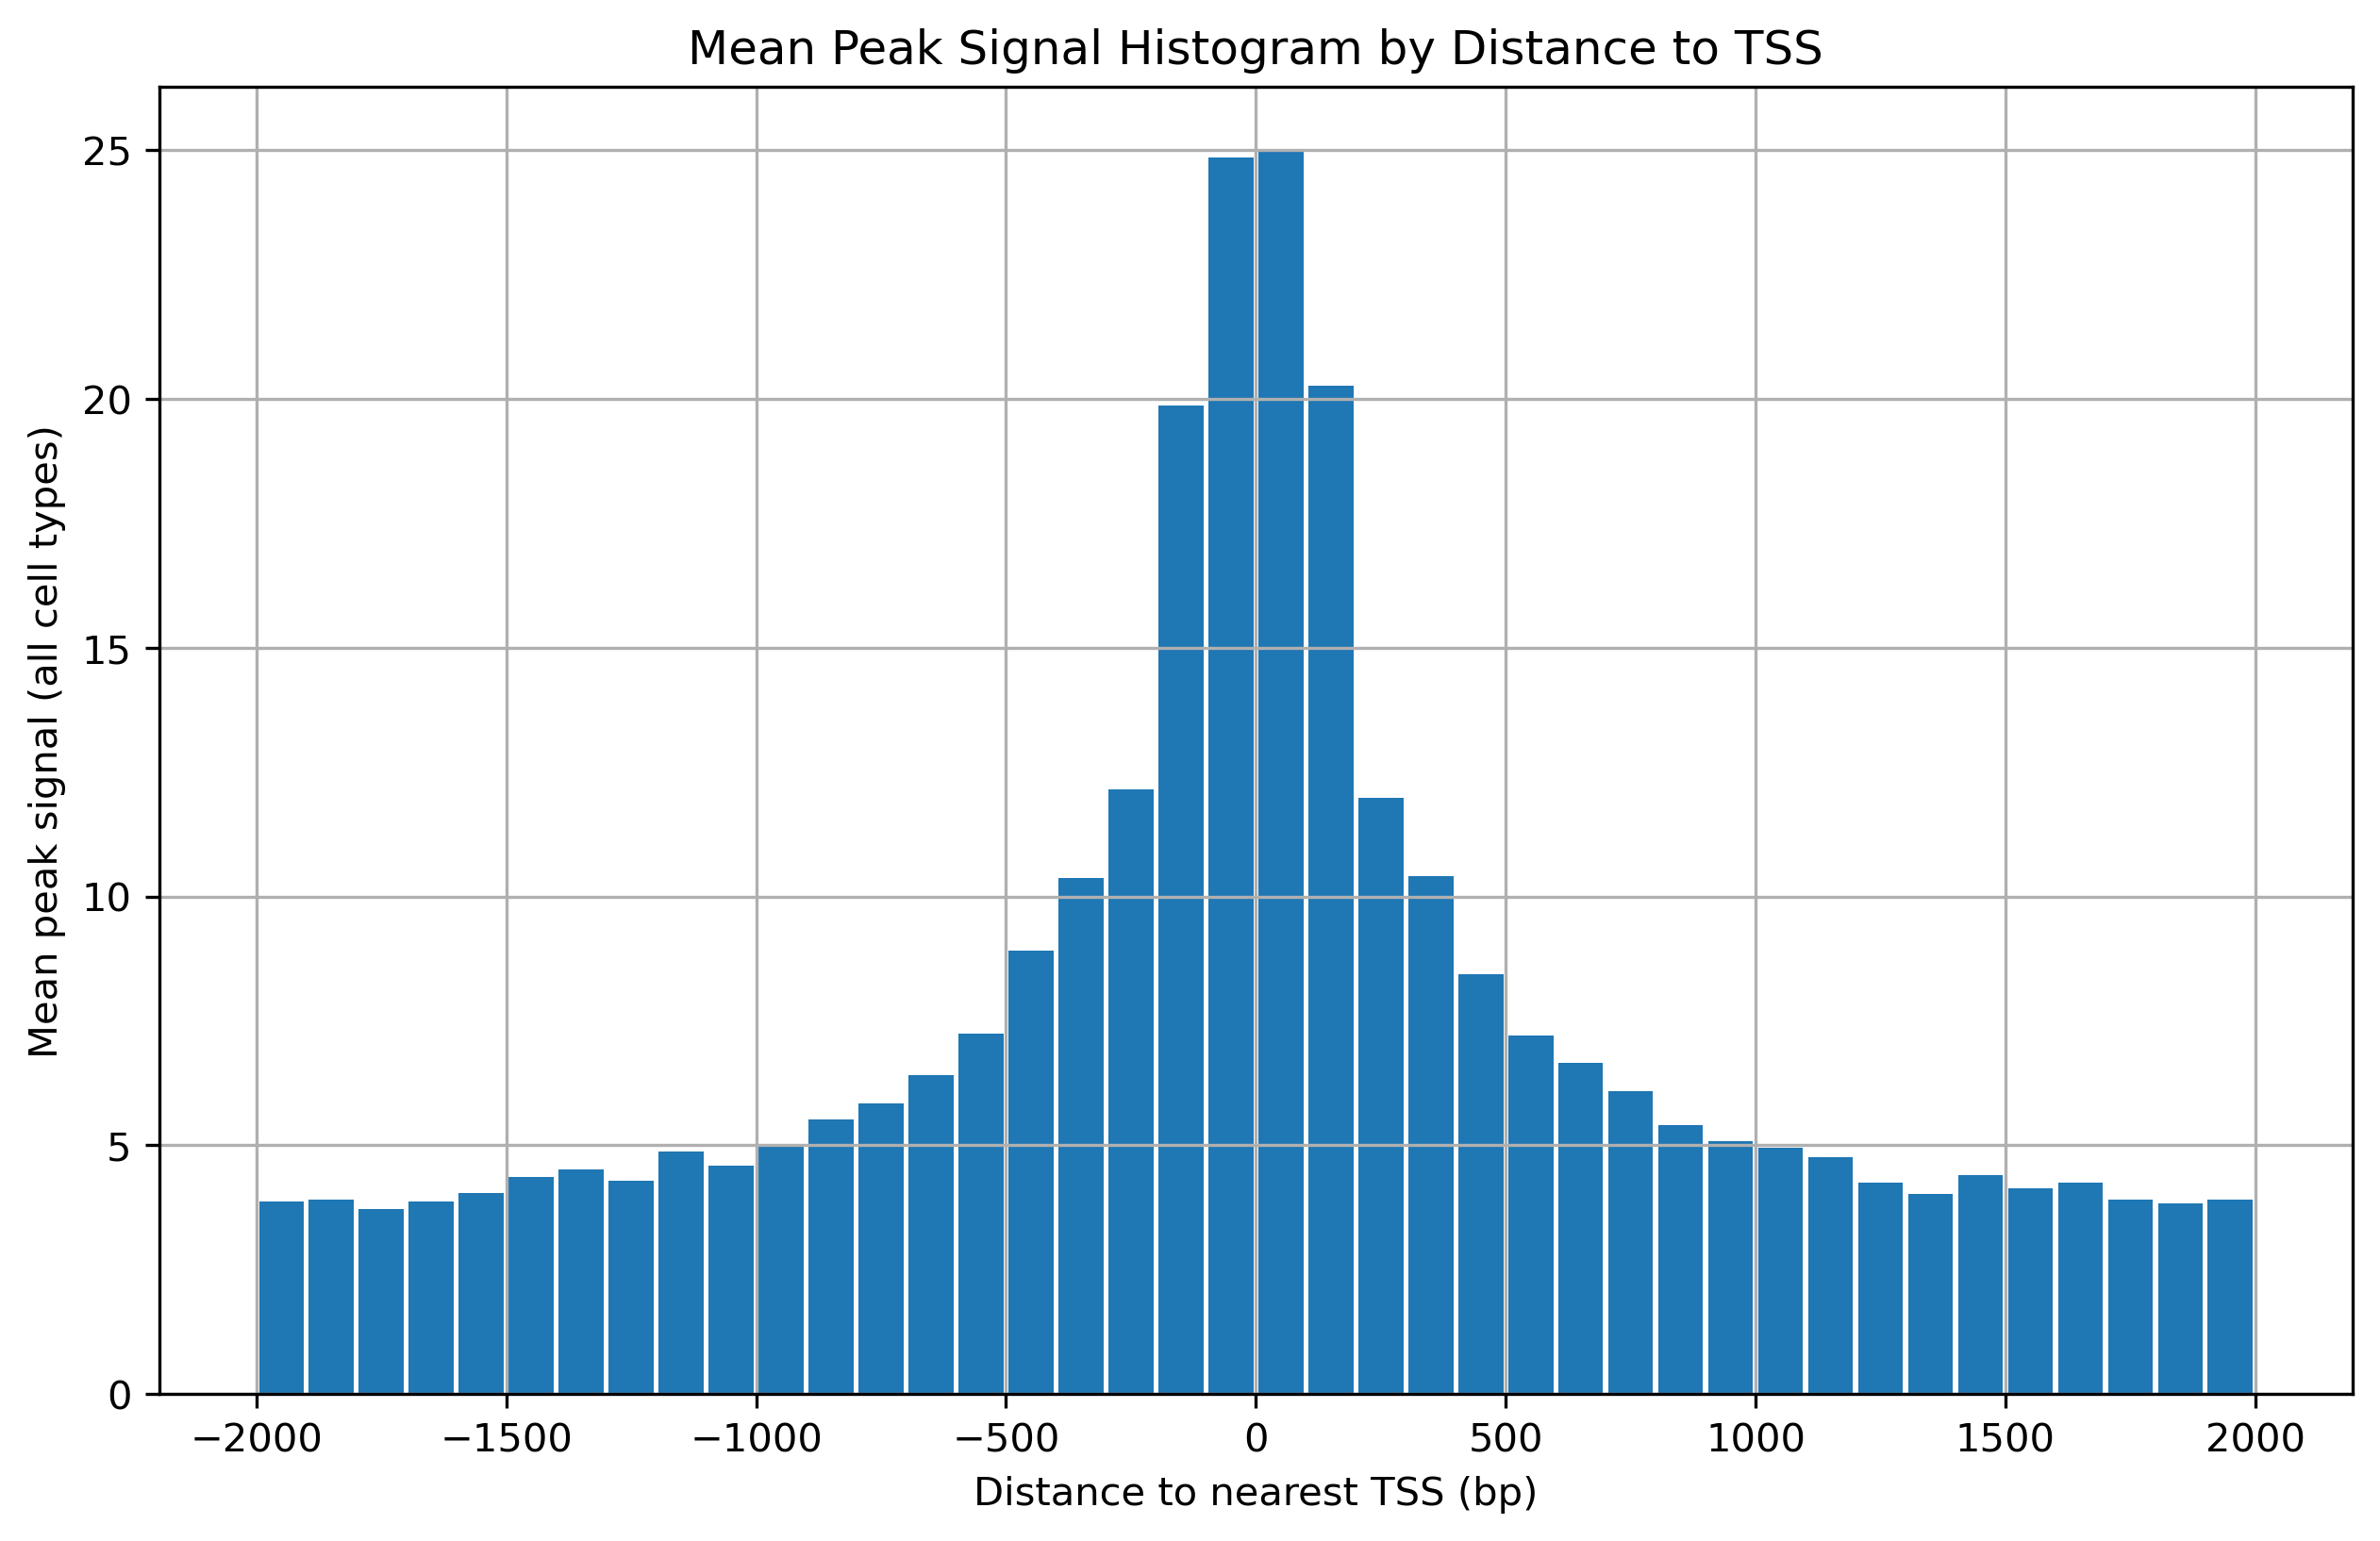 Mean Peak Signal Histogram by Distance to TSS
Mean peak signal (all cell types)
25
20
15
10
5
0
−2000 −1500 −1000 −500 0 500 1000 1500 2000
Distance to nearest TSS (bp)